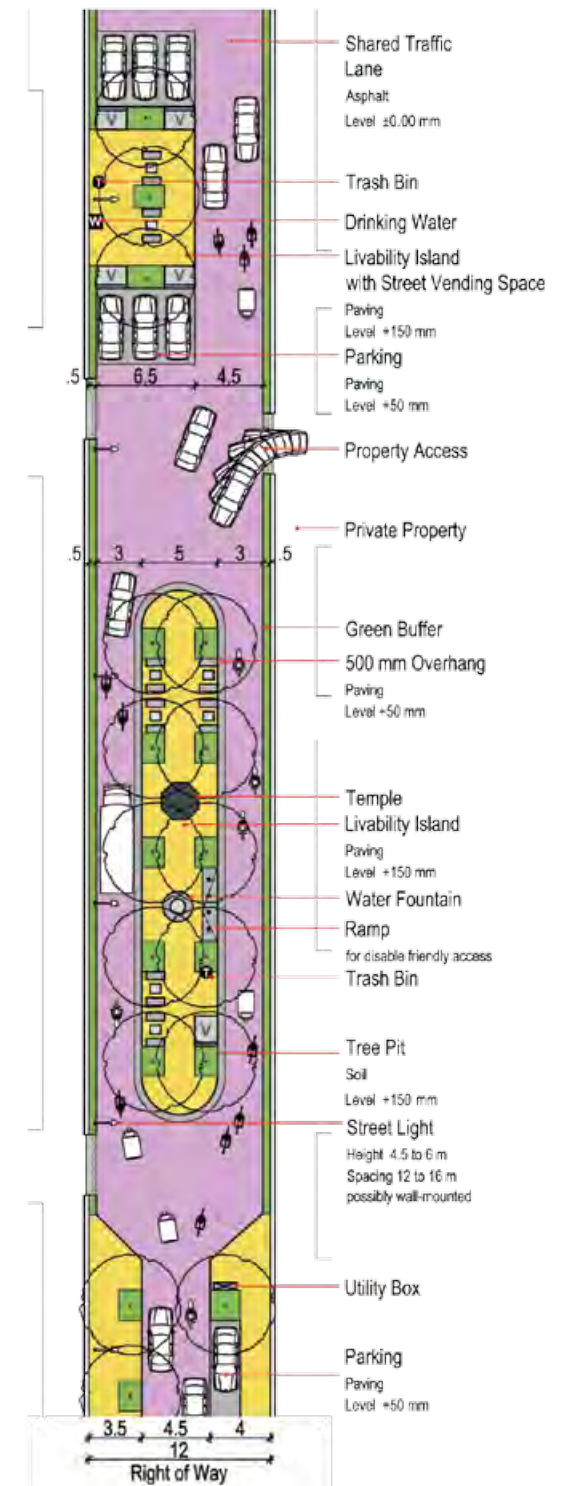 Shared Traffic
Lane
Asphalt
Level ±0.00 mm
V
V
T
Trash Bin
W
Drinking Water
Livability Island
with Street Vending Space
V
V
Paving
Level +150 mm
Parking
Paving
Level +50 mm
.5
6.5
4.5
Property Access
Private Property
.5
3
5
3
.5
Green Buffer
500 mm Overhang
Paving
Level +50 mm
Temple
Livability Island
Paving
Level +150 mm
Water Fountain
Ramp
for disable friendly access
T
Trash Bin
V
Tree Pit
Soil
Level +150 mm
Street Light
Height 4.5 to 6 m
Spacing 12 to 16 m
possibly wall-mounted
Utility Box
Parking
Paving
Level +50 mm
3.5
4.5
4
12
Right of Way